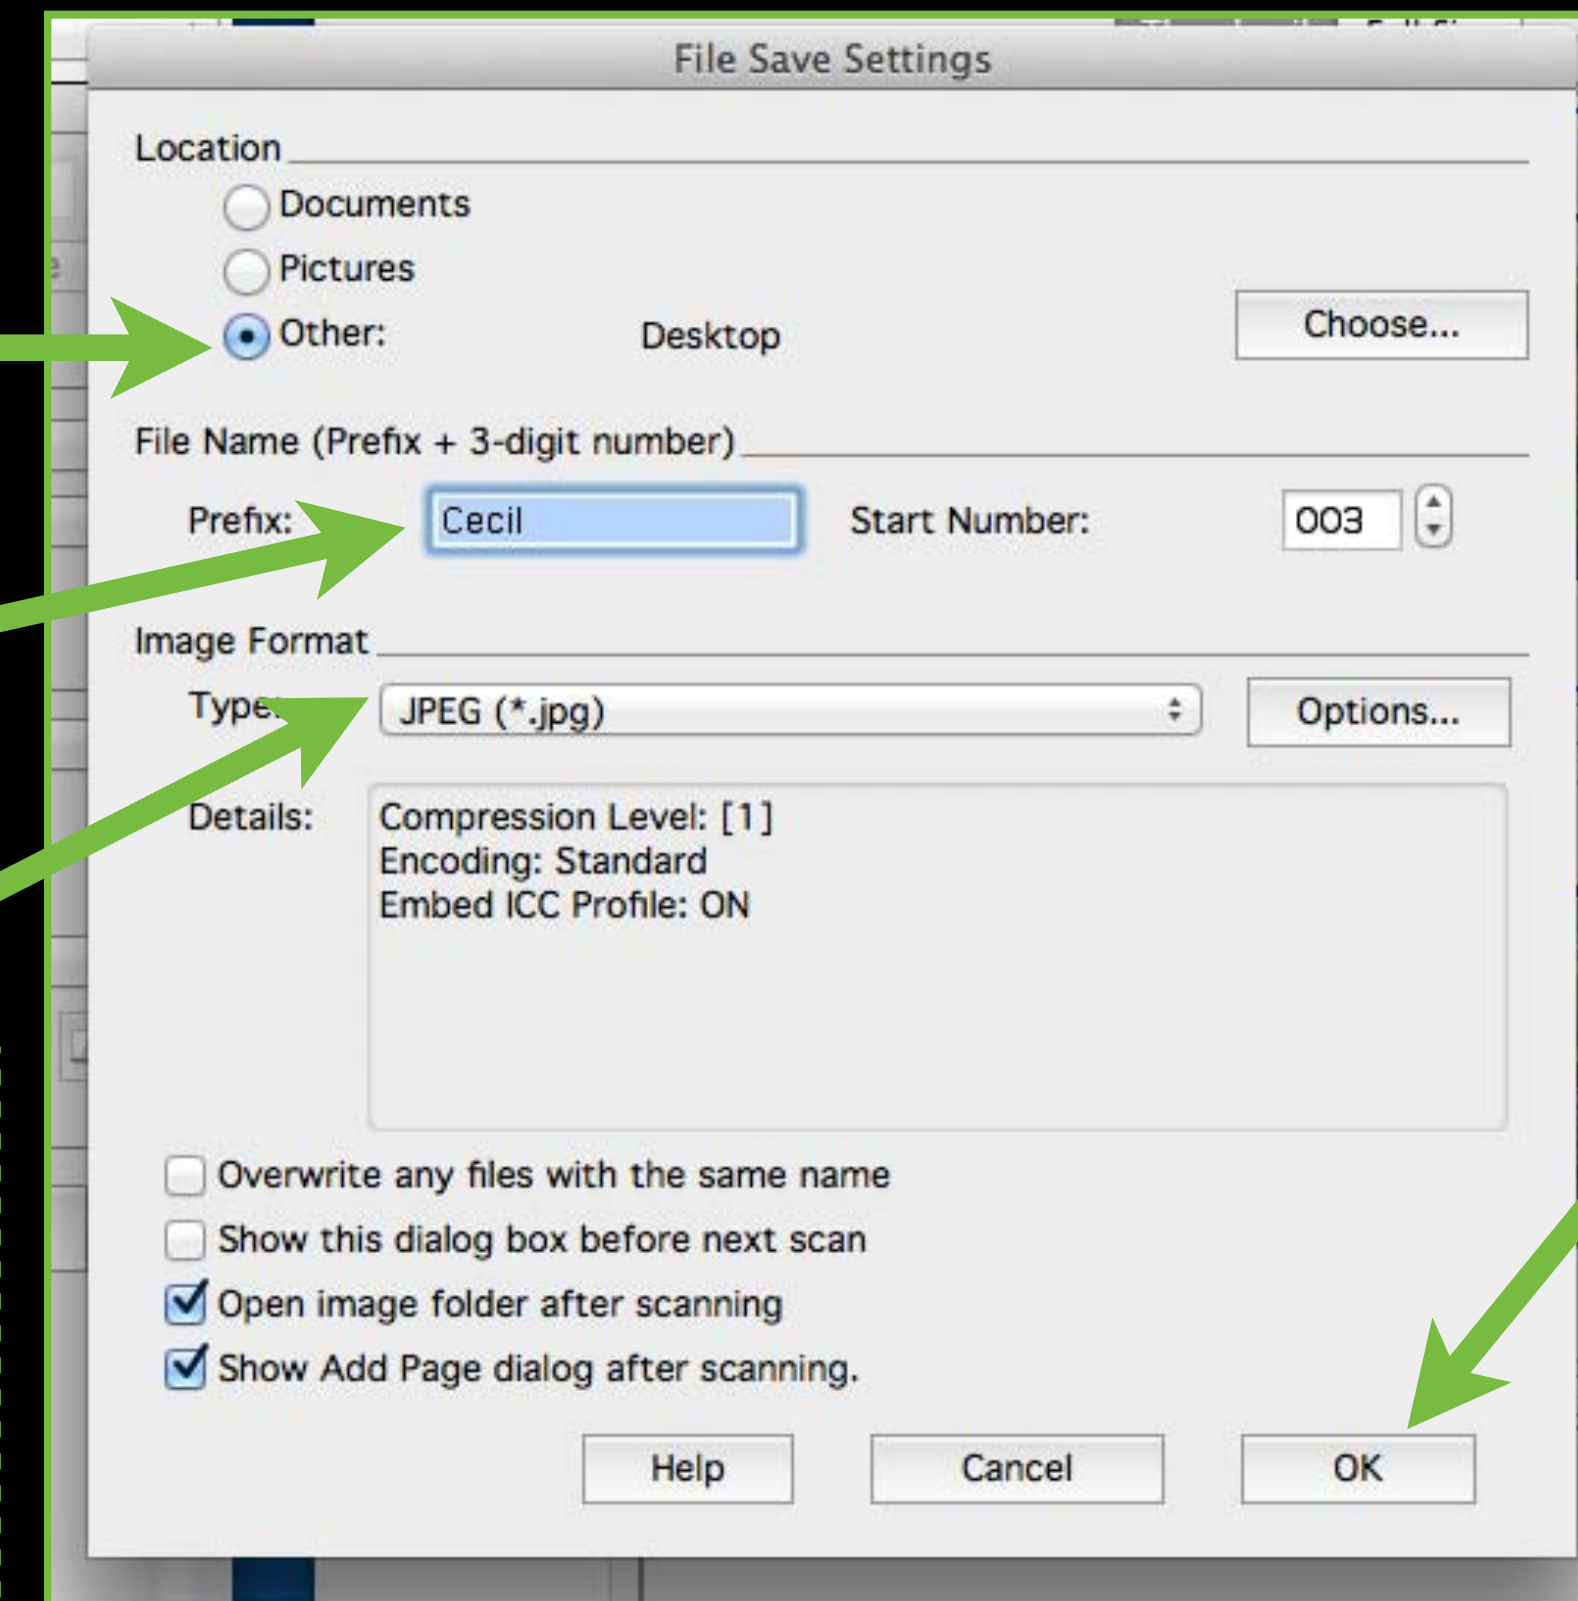 File Save Settings
Location
Documents
Pictures
Other: Desktop Choose...
File Name (Prefix + 3-digit number)
Prefix: Cecil Start Number: 003
Image Format
Type: JPEG (*.jpg) Options...
Details: Compression Level: [1]
Encoding: Standard
Embed ICC Profile: ON
Overwrite any files with the same name
Show this dialog box before next scan
Open image folder after scanning
Show Add Page dialog after scanning.
Help Cancel OK